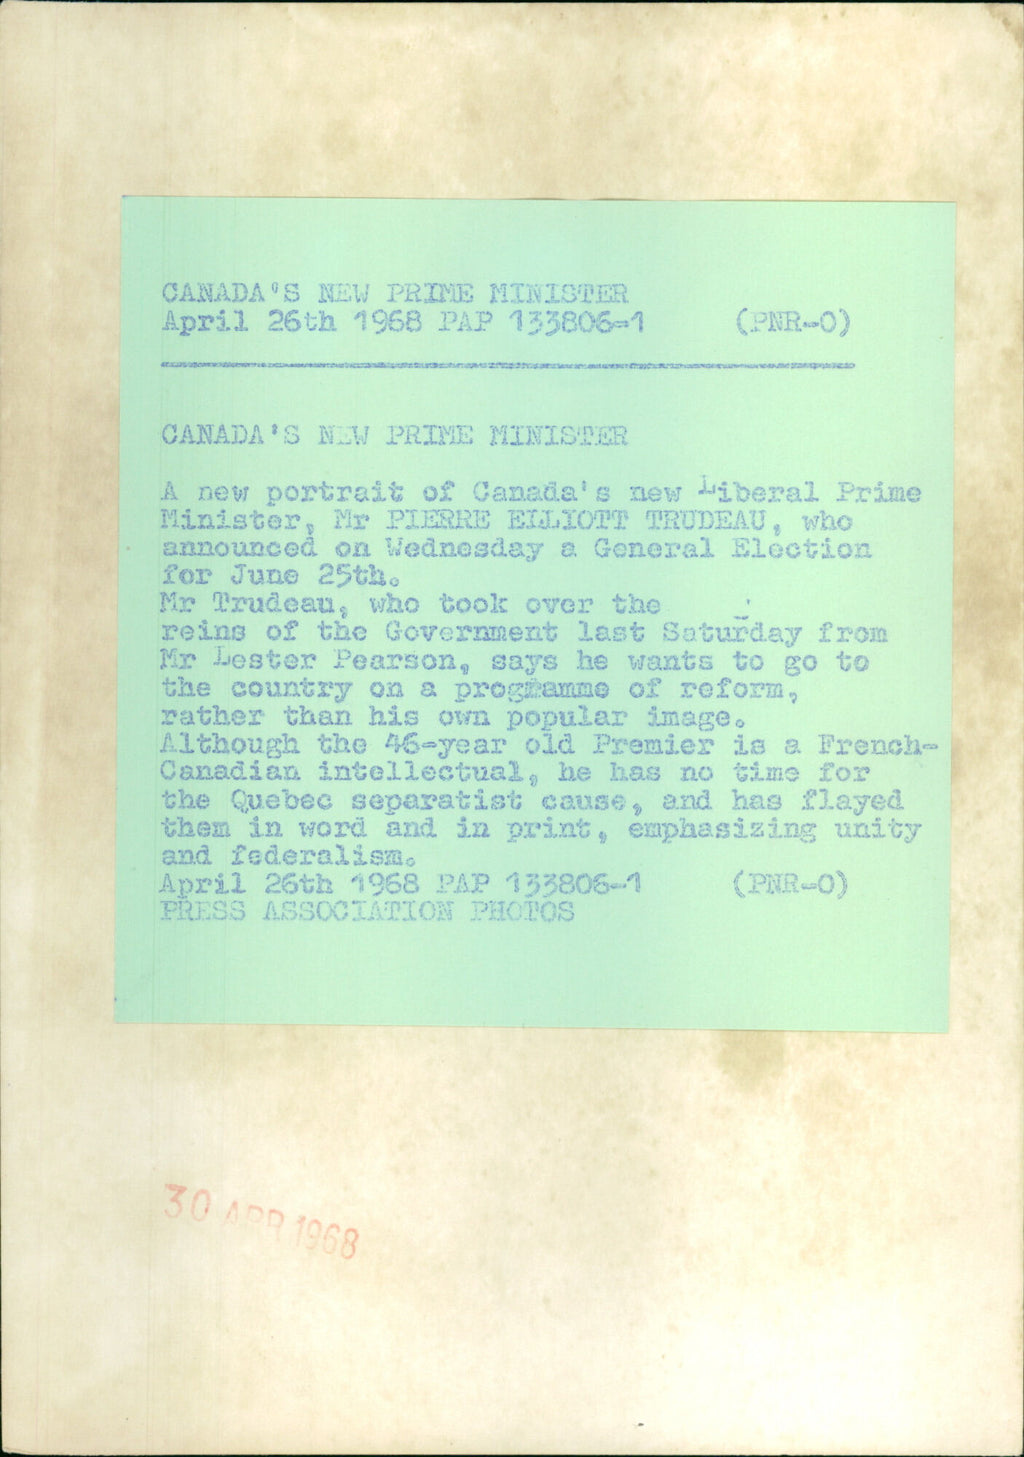 CANADA'S NEW PRIME MINISTER
April 26th 1968 PAP 133806-1 (PNR-0)
CANADA'S NEW PRIME MINISTER
A new portrait of Canada's new Liberal Prime
Minister, Mr PIERRE ELLIOTT TRUDEAU, who
announced on Wednesday a General Election
for June 25th.
Mr Trudeau, who took over the
reins of the Government last Saturday from
Mr Lester Pearson, says he wants to go to
the country on a programme of reform,
rather than his own popular image.
Although the 46-year old Premier is a French-
Canadian intellectual, he has no time for
the Quebec separatist cause, and has flayed
them in word and in print, emphasizing unity
and federalism.
April 26th 1968 PAP 133806-1 (PNR-0)
PRESS ASSOCIATION PHOTOS
30 APR 1968